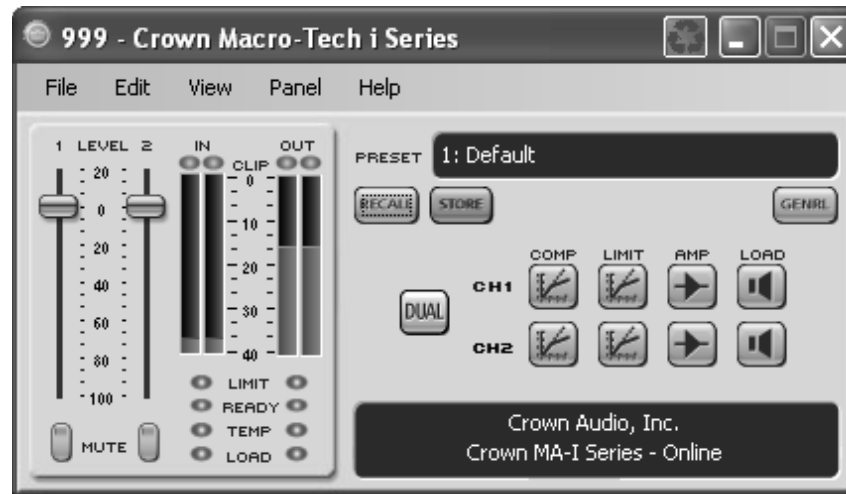 999 - Crown Macro-Tech i Series
File Edit View Panel Help
1 LEVEL 2
20
0
20
40
60
80
100
MUTE
IN OUT
CLIP
0
10
20
30
40
LIMIT
READY
TEMP
LOAD
PRESET 1: Default
RECALL STORE GENRL
COMP LIMIT AMP LOAD
DUAL
CH1
CH2
Crown Audio, Inc.
Crown MA-I Series - Online